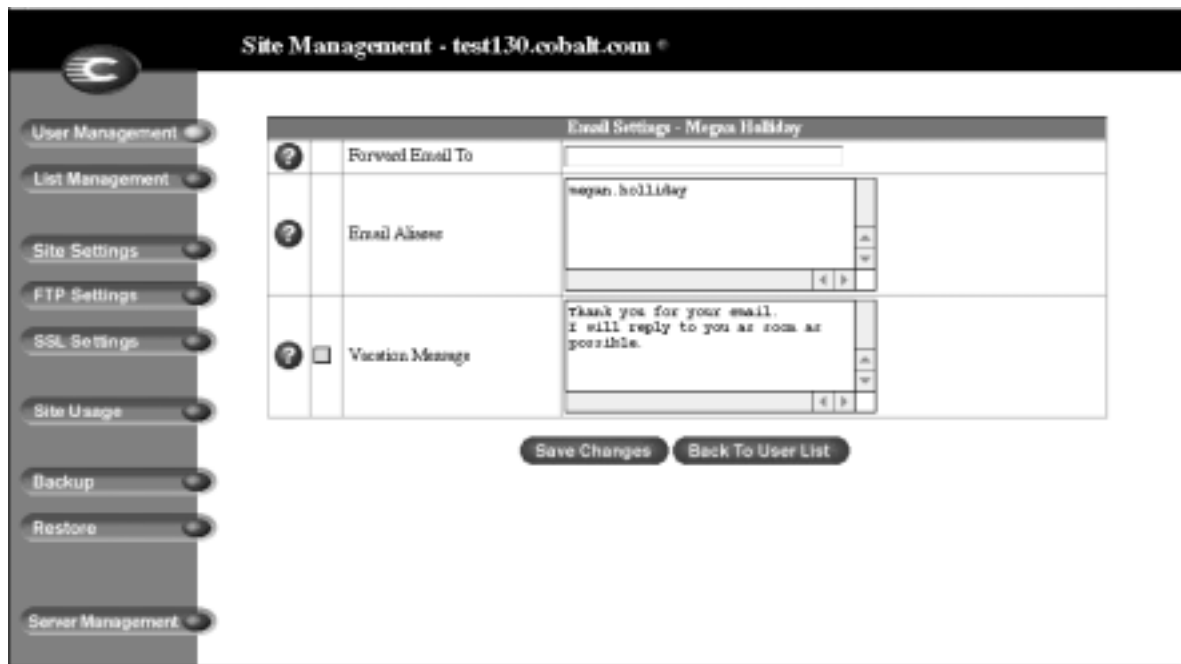 Site Management - test130.cobalt.com
User Management
List Management
Site Settings
FTP Settings
SSL Settings
Site Usage
Backup
Restore
Server Management
Email Settings - Megan Holliday
Forward Email To
Email Aliases
megan.holliday
Vacation Message
Thank you for your email.
I will reply to you as soon as
possible.
Save Changes
Back To User List